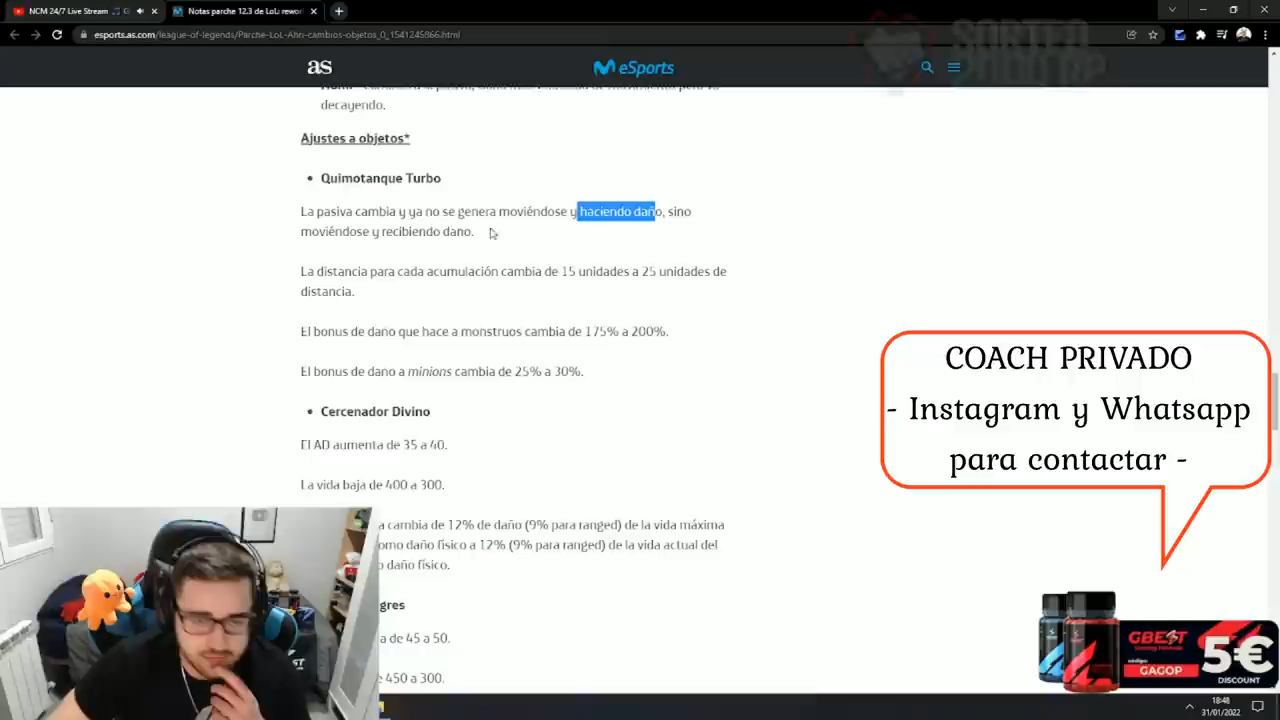 NCM 24/7 Live Stream
Notas parche 12.3 de LoL: rewor
esports.as.com/league-of-legends/Parche-LoL-Ahri-cambios-objetos_0_1541245866.html
as
eSports
SORTEO
decayendo.
Ajustes a objetos*
• Quimotanque Turbo
La pasiva cambia y ya no se genera moviéndose y haciendo daño, sino
moviéndose y recibiendo daño.
La distancia para cada acumulación cambia de 15 unidades a 25 unidades de
distancia.
El bonus de daño que hace a monstruos cambia de 175% a 200%.
El bonus de daño a minions cambia de 25% a 30%.
• Cercenador Divino
El AD aumenta de 35 a 40.
La vida baja de 400 a 300.
a cambia de 12% de daño (9% para ranged) de la vida máxima
omo daño físico a 12% (9% para ranged) de la vida actual del
daño físico.
gres
a de 45 a 50.
e 450 a 300.
COACH PRIVADO
- Instagram y Whatsapp
para contactar -
GBEST
código:
GAGOP
5€
DISCOUNT
18:48
31/01/2022